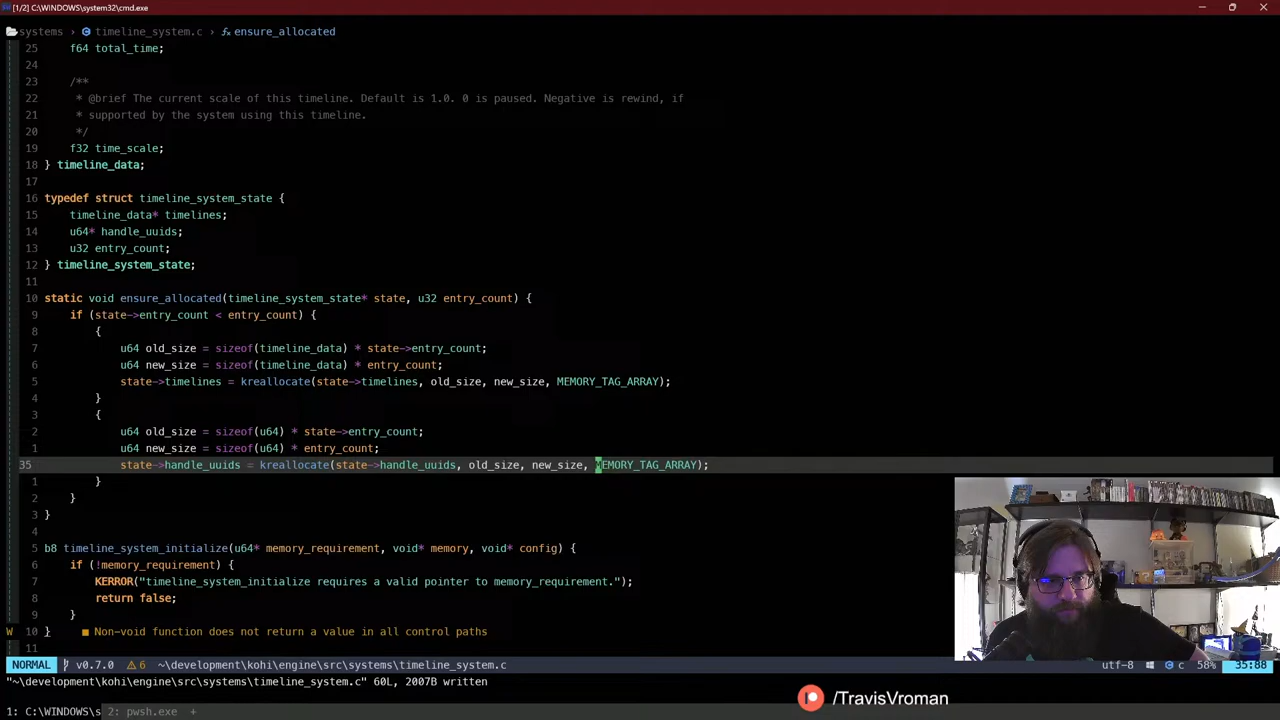 [1/2] C:\WINDOWS\system32\cmd.exe
systems > timeline_system.c > ensure_allocated
25 f64 total_time;
24
23 /**
22 * @brief The current scale of this timeline. Default is 1.0. 0 is paused. Negative is rewind, if
21 * supported by the system using this timeline.
20 */
19 f32 time_scale;
18 } timeline_data;
17
16 typedef struct timeline_system_state {
15 timeline_data* timelines;
14 u64* handle_uuids;
13 u32 entry_count;
12 } timeline_system_state;
11
10 static void ensure_allocated(timeline_system_state* state, u32 entry_count) {
9 if (state->entry_count < entry_count) {
8 {
7 u64 old_size = sizeof(timeline_data) * state->entry_count;
6 u64 new_size = sizeof(timeline_data) * entry_count;
5 state->timelines = kreallocate(state->timelines, old_size, new_size, MEMORY_TAG_ARRAY);
4 }
3 {
2 u64 old_size = sizeof(u64) * state->entry_count;
1 u64 new_size = sizeof(u64) * entry_count;
35 state->handle_uuids = kreallocate(state->handle_uuids, old_size, new_size, MEMORY_TAG_ARRAY);
1 }
2 }
3 }
4
5 b8 timeline_system_initialize(u64* memory_requirement, void* memory, void* config) {
6 if (!memory_requirement) {
7 KERROR("timeline_system_initialize requires a valid pointer to memory_requirement.");
8 return false;
9 }
W 10 } ■ Non-void function does not return a value in all control paths
11
NORMAL v0.7.0 6 ~\development\kohi\engine\src\systems\timeline_system.c utf-8 c 58% 35:88
"~\development\kohi\engine\src\systems\timeline_system.c" 60L, 2007B written
/TravisVroman
1: C:\WINDOWS\s 2: pwsh.exe +